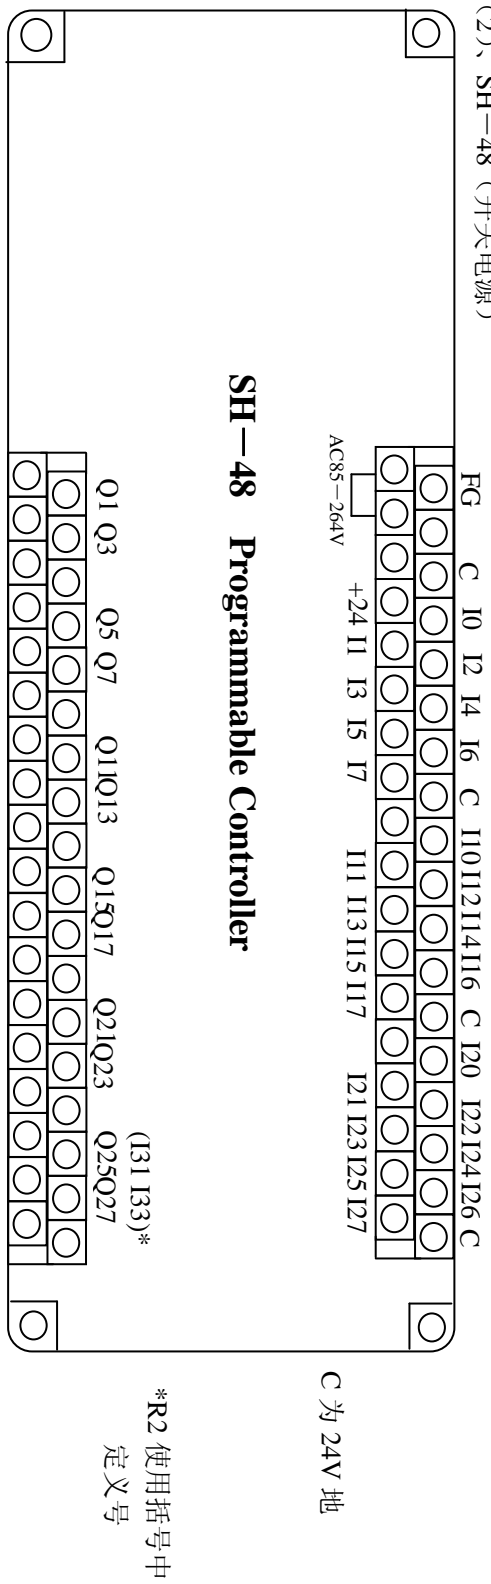 (2)、SH－48（开关电源）
FG C I0 I2 I4 I6 C I10 I12 I14 I16 C I20 I22 I24 I26 C
+24 I1 I3 I5 I7 I11 I13 I15 I17 I21 I23 I25 I27
AC85－264V
SH－48 Programmable Controller
(I31 I33)*
Q1 Q3 Q5 Q7 Q11 Q13 Q15 Q17 Q21 Q23 Q25 Q27
C 为 24V 地
*R2 使用括号中
定义号